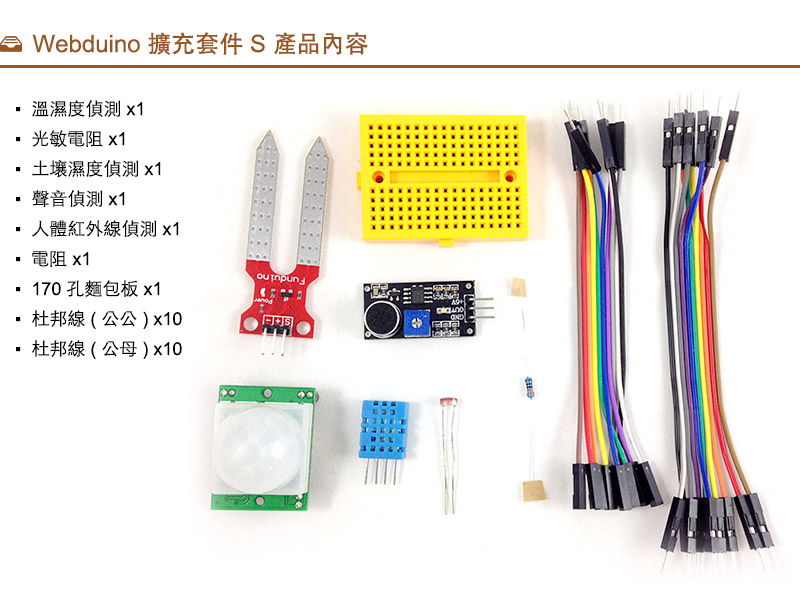 Webduino 擴充套件 S 產品內容
▪ 溫濕度偵測 x1
▪ 光敏電阻 x1
▪ 土壤濕度偵測 x1
▪ 聲音偵測 x1
▪ 人體紅外線偵測 x1
▪ 電阻 x1
▪ 170 孔麵包板 x1
▪ 杜邦線 ( 公公 ) x10
▪ 杜邦線 ( 公母 ) x10
Funduino
Power
S + -
+5V
OUT
GND